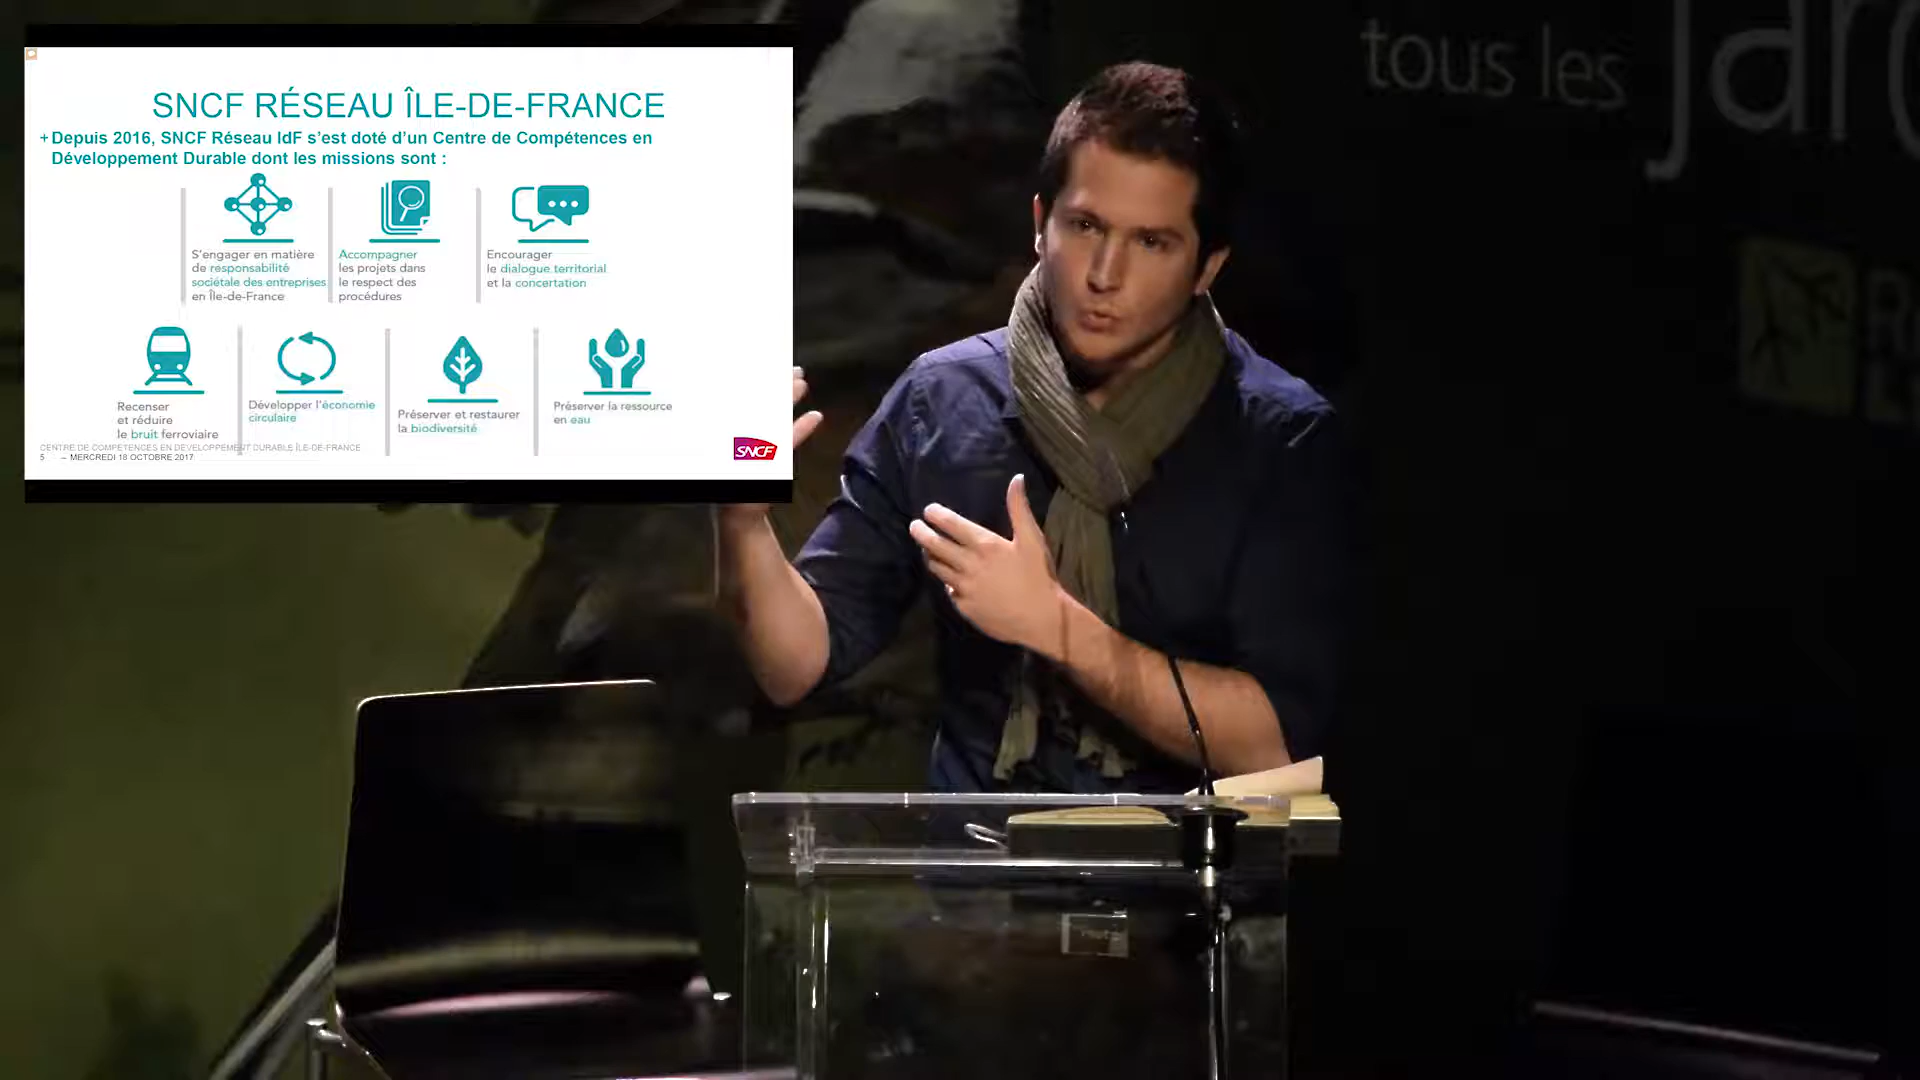 SNCF RÉSEAU ÎLE-DE-FRANCE
+ Depuis 2016, SNCF Réseau IdF s'est doté d'un Centre de Compétences en
Développement Durable dont les missions sont :
S'engager en matière
de responsabilité
sociétale des entreprises
en Île-de-France
Accompagner
les projets dans
le respect des
procédures
Encourager
le dialogue territorial
et la concertation
Recenser
et réduire
le bruit ferroviaire
Développer l'économie
circulaire
Préserver et restaurer
la biodiversité
Préserver la ressource
en eau
CENTRE DE COMPÉTENCES EN DÉVELOPPEMENT DURABLE ÎLE-DE-FRANCE
5 – MERCREDI 18 OCTOBRE 2017
SNCF
tous les